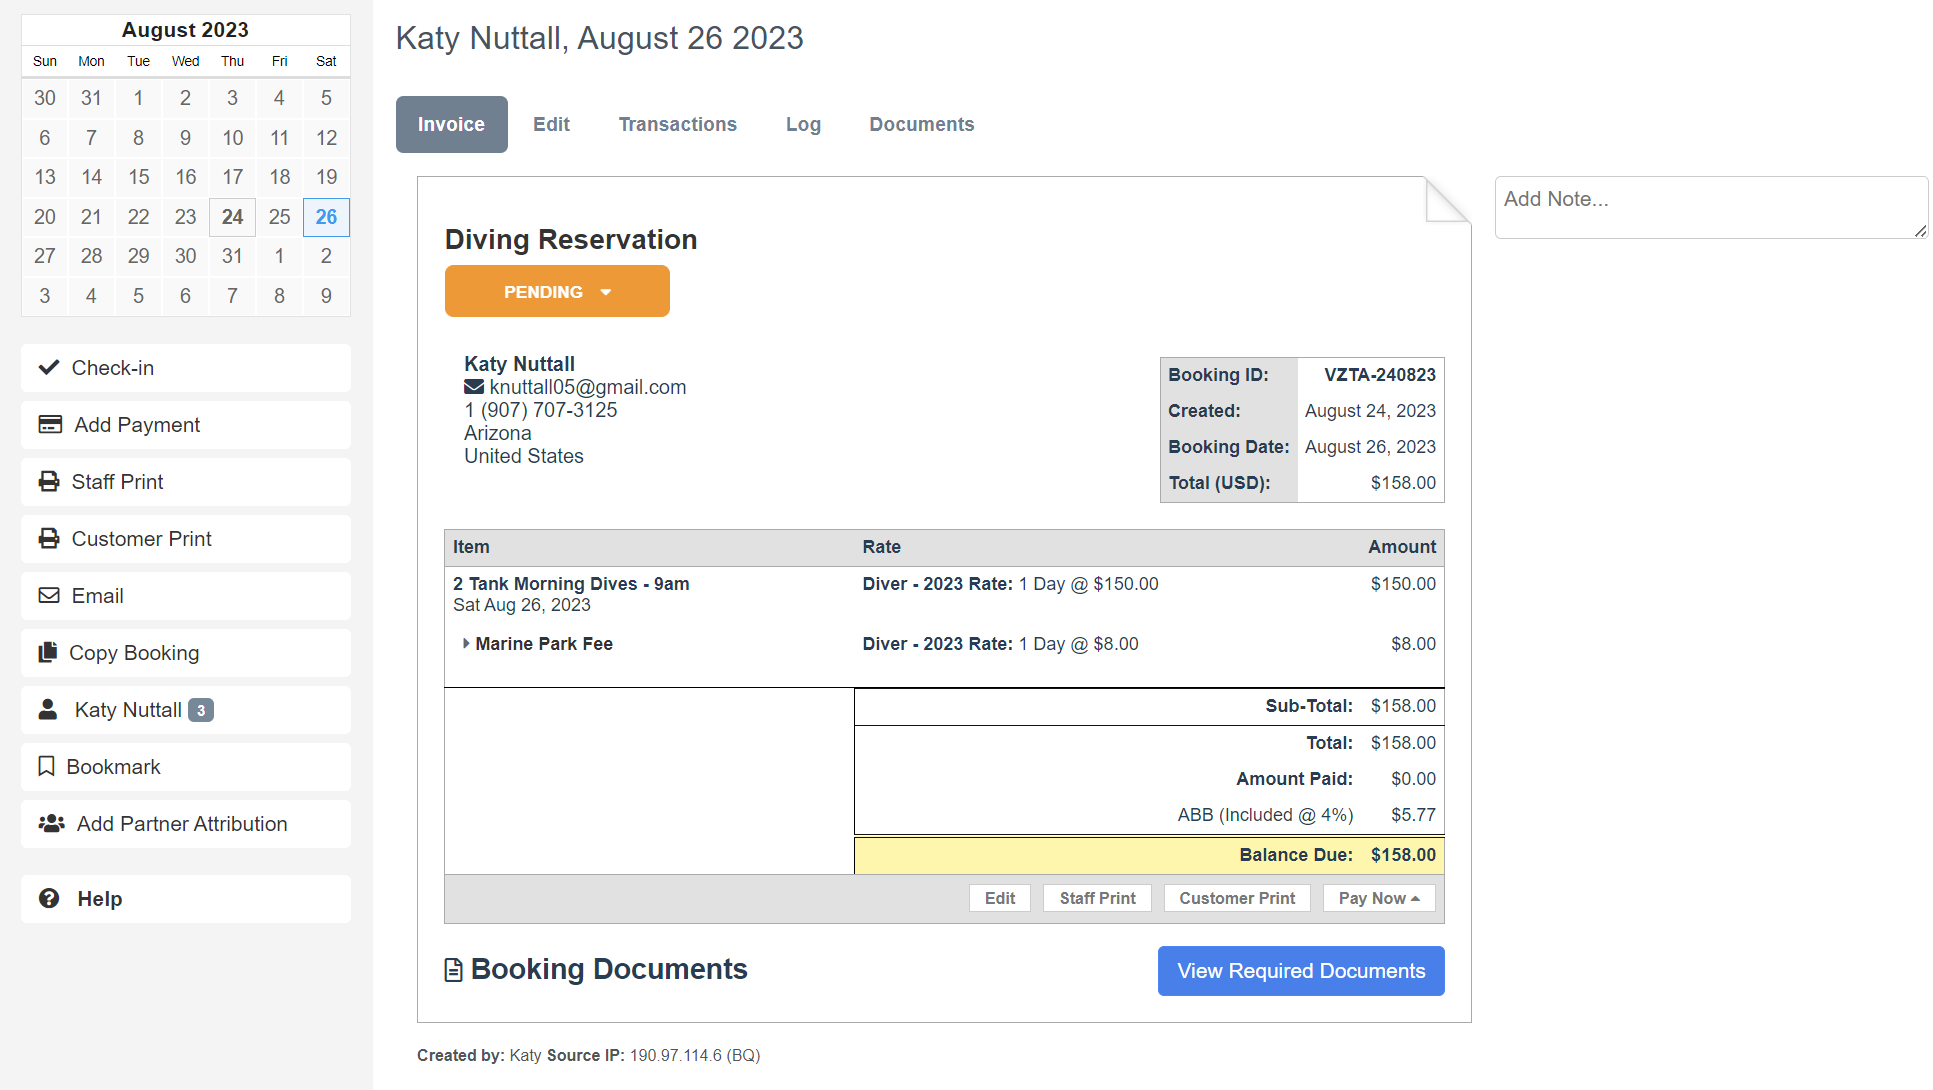 August 2023
Sun Mon Tue Wed Thu Fri Sat
30 31 1 2 3 4 5
6 7 8 9 10 11 12
13 14 15 16 17 18 19
20 21 22 23 24 25 26
27 28 29 30 31 1 2
3 4 5 6 7 8 9
Check-in
Add Payment
Staff Print
Customer Print
Email
Copy Booking
Katy Nuttall 3
Bookmark
Add Partner Attribution
Help
Katy Nuttall, August 26 2023
Invoice Edit Transactions Log Documents
Add Note...
Diving Reservation
PENDING
Katy Nuttall
knuttall05@gmail.com
1 (907) 707-3125
Arizona
United States
Booking ID: VZTA-240823
Created: August 24, 2023
Booking Date: August 26, 2023
Total (USD): $158.00
Item Rate Amount
2 Tank Morning Dives - 9am Diver - 2023 Rate: 1 Day @ $150.00 $150.00
Sat Aug 26, 2023
Marine Park Fee Diver - 2023 Rate: 1 Day @ $8.00 $8.00
Sub-Total: $158.00
Total: $158.00
Amount Paid: $0.00
ABB (Included @ 4%) $5.77
Balance Due: $158.00
Edit Staff Print Customer Print Pay Now
Booking Documents View Required Documents
Created by: Katy Source IP: 190.97.114.6 (BQ)